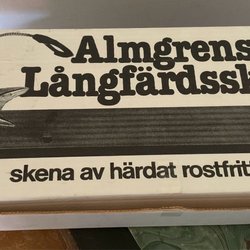 Almgrens
Långfärdssk
skena av härdat rostfritt